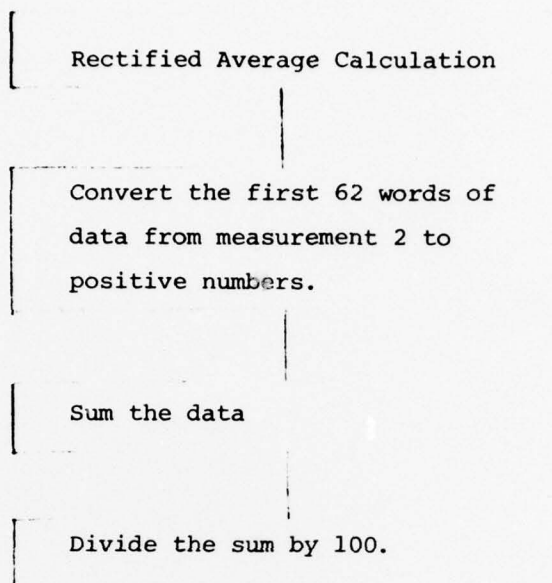 Rectified Average Calculation
Convert the first 62 words of
data from measurement 2 to
positive numbers.
Sum the data
Divide the sum by 100.